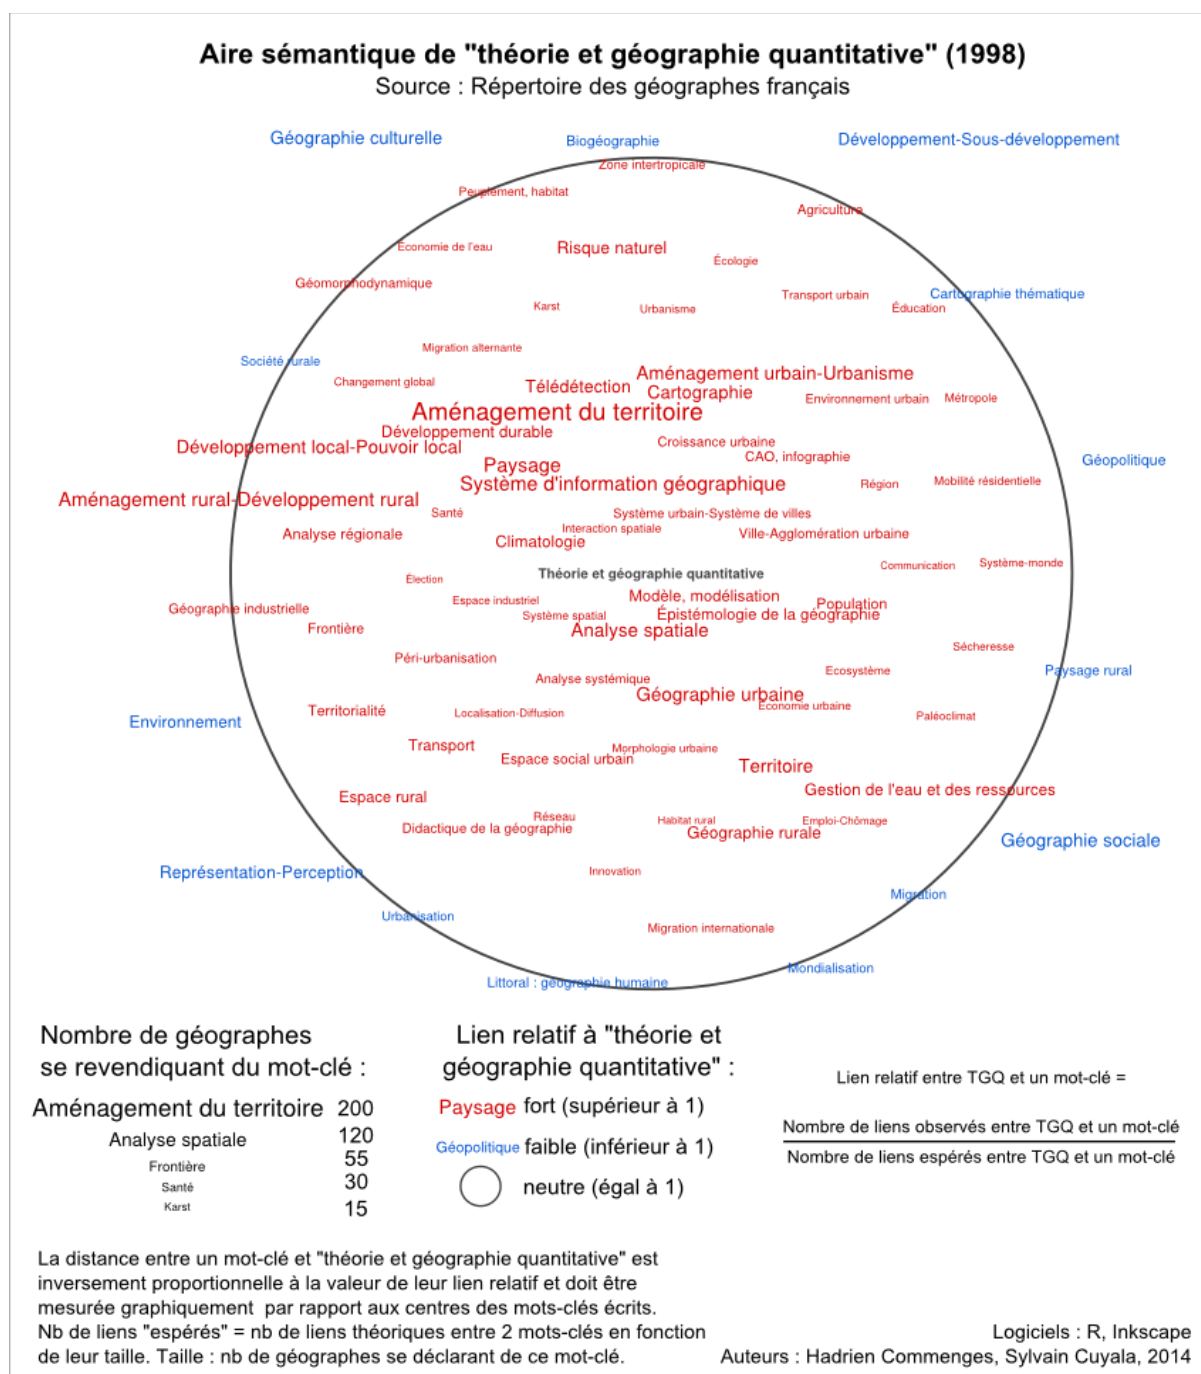 Aire sémantique de "théorie et géographie quantitative" (1998)
Source : Répertoire des géographes français
Géographie culturelle
Biogéographie
Développement-Sous-développement
Zone intertropicale
Peuplement, habitat
Agriculture
Économie de l'eau
Risque naturel
Écologie
Géomorphodynamique
Transport urbain
Cartographie thématique
Karst
Urbanisme
Éducation
Migration alternante
Société rurale
Changement global
Télédétection
Aménagement urbain-Urbanisme
Cartographie
Environnement urbain
Métropole
Aménagement du territoire
Développement durable
Croissance urbaine
Développement local-Pouvoir local
CAO, infographie
Géopolitique
Paysage
Système d'information géographique
Région
Mobilité résidentielle
Aménagement rural-Développement rural
Santé
Système urbain-Système de villes
Interaction spatiale
Analyse régionale
Climatologie
Ville-Agglomération urbaine
Communication
Système-monde
Théorie et géographie quantitative
Élection
Espace industriel
Modèle, modélisation
Population
Géographie industrielle
Système spatial
Épistémologie de la géographie
Frontière
Analyse spatiale
Sécheresse
Péri-urbanisation
Ecosystème
Paysage rural
Analyse systémique
Géographie urbaine
Economie urbaine
Territorialité
Localisation-Diffusion
Paléoclimat
Environnement
Transport
Morphologie urbaine
Espace social urbain
Territoire
Gestion de l'eau et des ressources
Espace rural
Réseau
Habitat rural
Emploi-Chômage
Didactique de la géographie
Géographie rurale
Géographie sociale
Représentation-Perception
Innovation
Migration
Urbanisation
Migration internationale
Mondialisation
Littoral : géographie humaine
Nombre de géographes
se revendiquant du mot-clé :
Aménagement du territoire 200
Analyse spatiale 120
Frontière 55
Santé 30
Karst 15
Lien relatif à "théorie et
géographie quantitative" :
Paysage fort (supérieur à 1)
Géopolitique faible (inférieur à 1)
neutre (égal à 1)
Lien relatif entre TGQ et un mot-clé =
Nombre de liens observés entre TGQ et un mot-clé
Nombre de liens espérés entre TGQ et un mot-clé
La distance entre un mot-clé et "théorie et géographie quantitative" est
inversement proportionnelle à la valeur de leur lien relatif et doit être
mesurée graphiquement par rapport aux centres des mots-clés écrits.
Nb de liens "espérés" = nb de liens théoriques entre 2 mots-clés en fonction
de leur taille. Taille : nb de géographes se déclarant de ce mot-clé.
Logiciels : R, Inkscape
Auteurs : Hadrien Commenges, Sylvain Cuyala, 2014